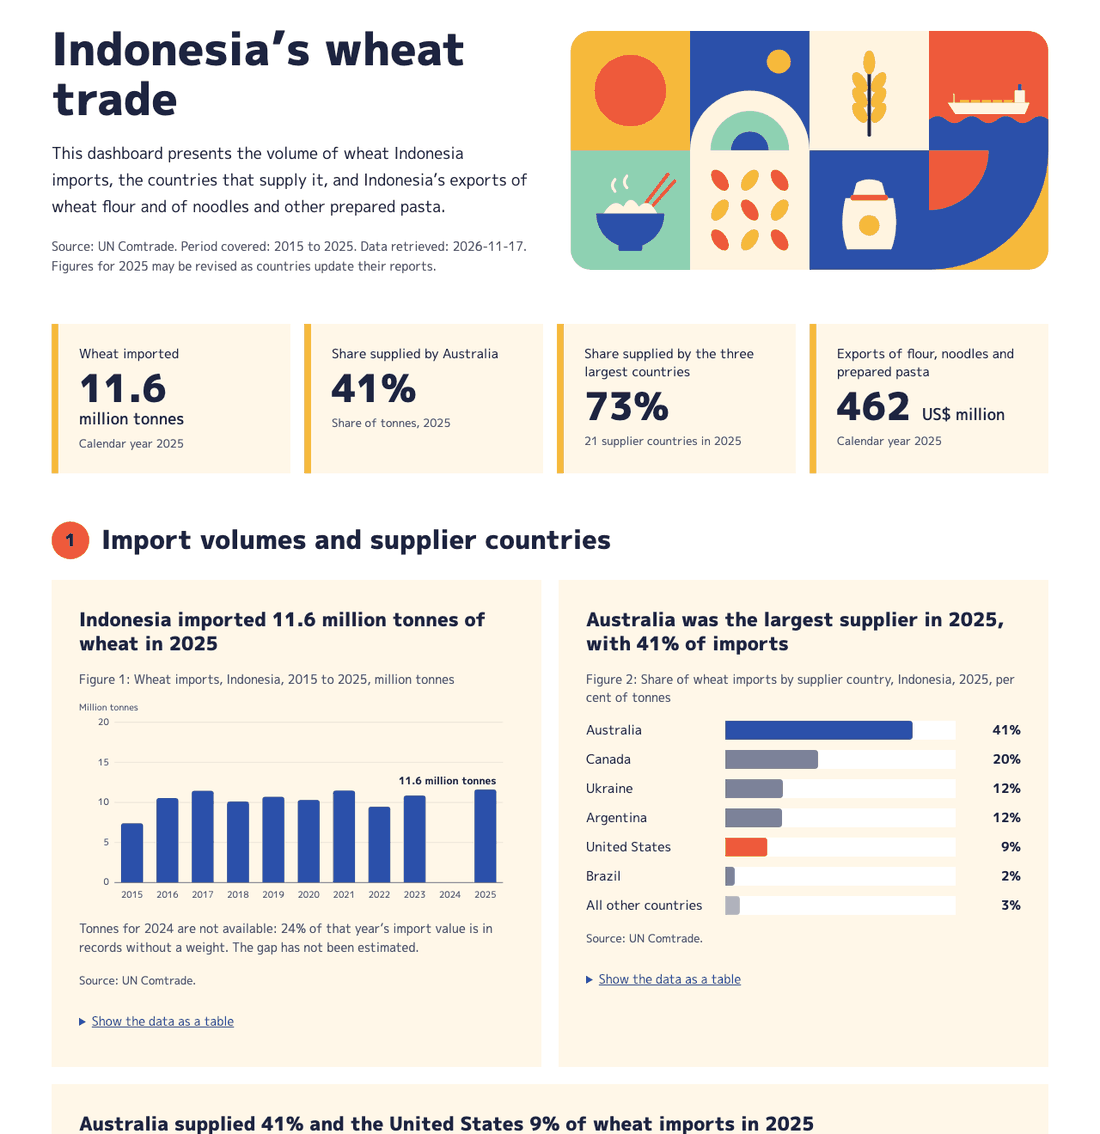 Indonesia’s wheat
trade
This dashboard presents the volume of wheat Indonesia
imports, the countries that supply it, and Indonesia’s exports of
wheat flour and of noodles and other prepared pasta.
Source: UN Comtrade. Period covered: 2015 to 2025. Data retrieved: 2026-11-17.
Figures for 2025 may be revised as countries update their reports.
Wheat imported
11.6
million tonnes
Calendar year 2025
Share supplied by Australia
41%
Share of tonnes, 2025
Share supplied by the three
largest countries
73%
21 supplier countries in 2025
Exports of flour, noodles and
prepared pasta
462 US$ million
Calendar year 2025
1 Import volumes and supplier countries
Indonesia imported 11.6 million tonnes of
wheat in 2025
Figure 1: Wheat imports, Indonesia, 2015 to 2025, million tonnes
Million tonnes
20
15
11.6 million tonnes
10
5
0
2015 2016 2017 2018 2019 2020 2021 2022 2023 2024 2025
Tonnes for 2024 are not available: 24% of that year’s import value is in
records without a weight. The gap has not been estimated.
Source: UN Comtrade.
Show the data as a table
Australia was the largest supplier in 2025,
with 41% of imports
Figure 2: Share of wheat imports by supplier country, Indonesia, 2025, per
cent of tonnes
Australia 41%
Canada 20%
Ukraine 12%
Argentina 12%
United States 9%
Brazil 2%
All other countries 3%
Source: UN Comtrade.
Show the data as a table
Australia supplied 41% and the United States 9% of wheat imports in 2025